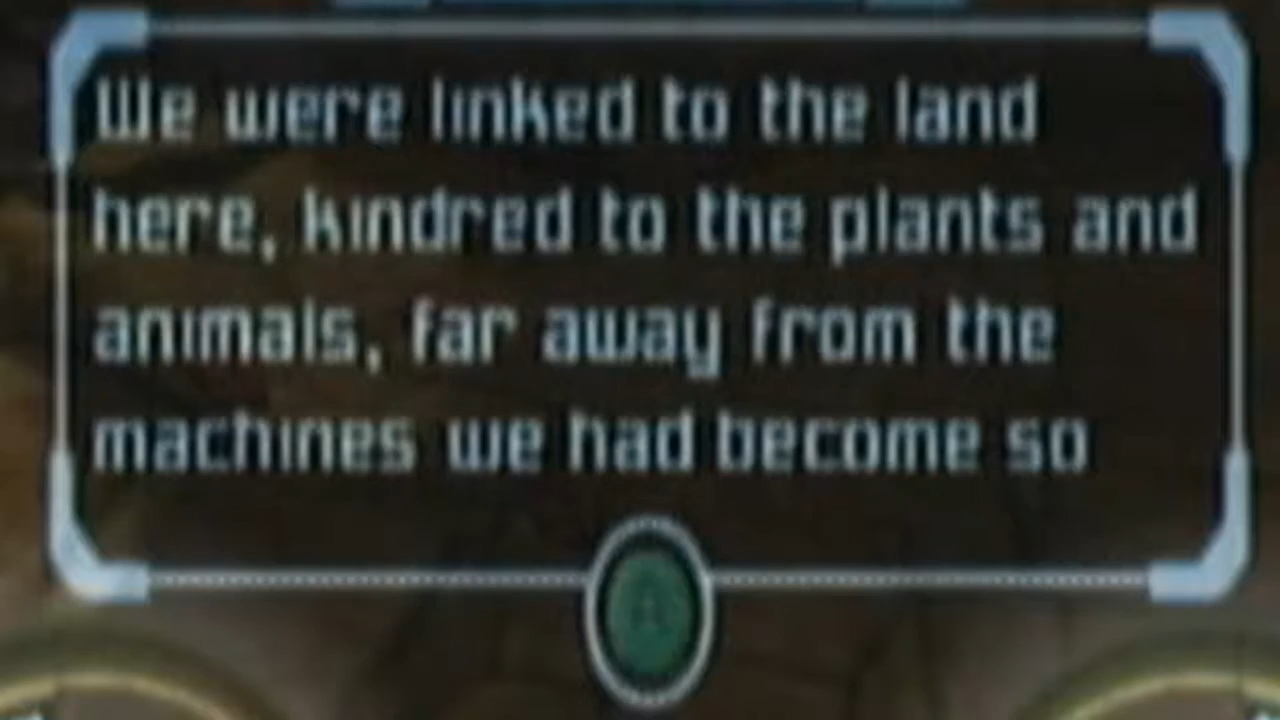 We were linked to the land
here, kindred to the plants and
animals, far away from the
machines we had become so